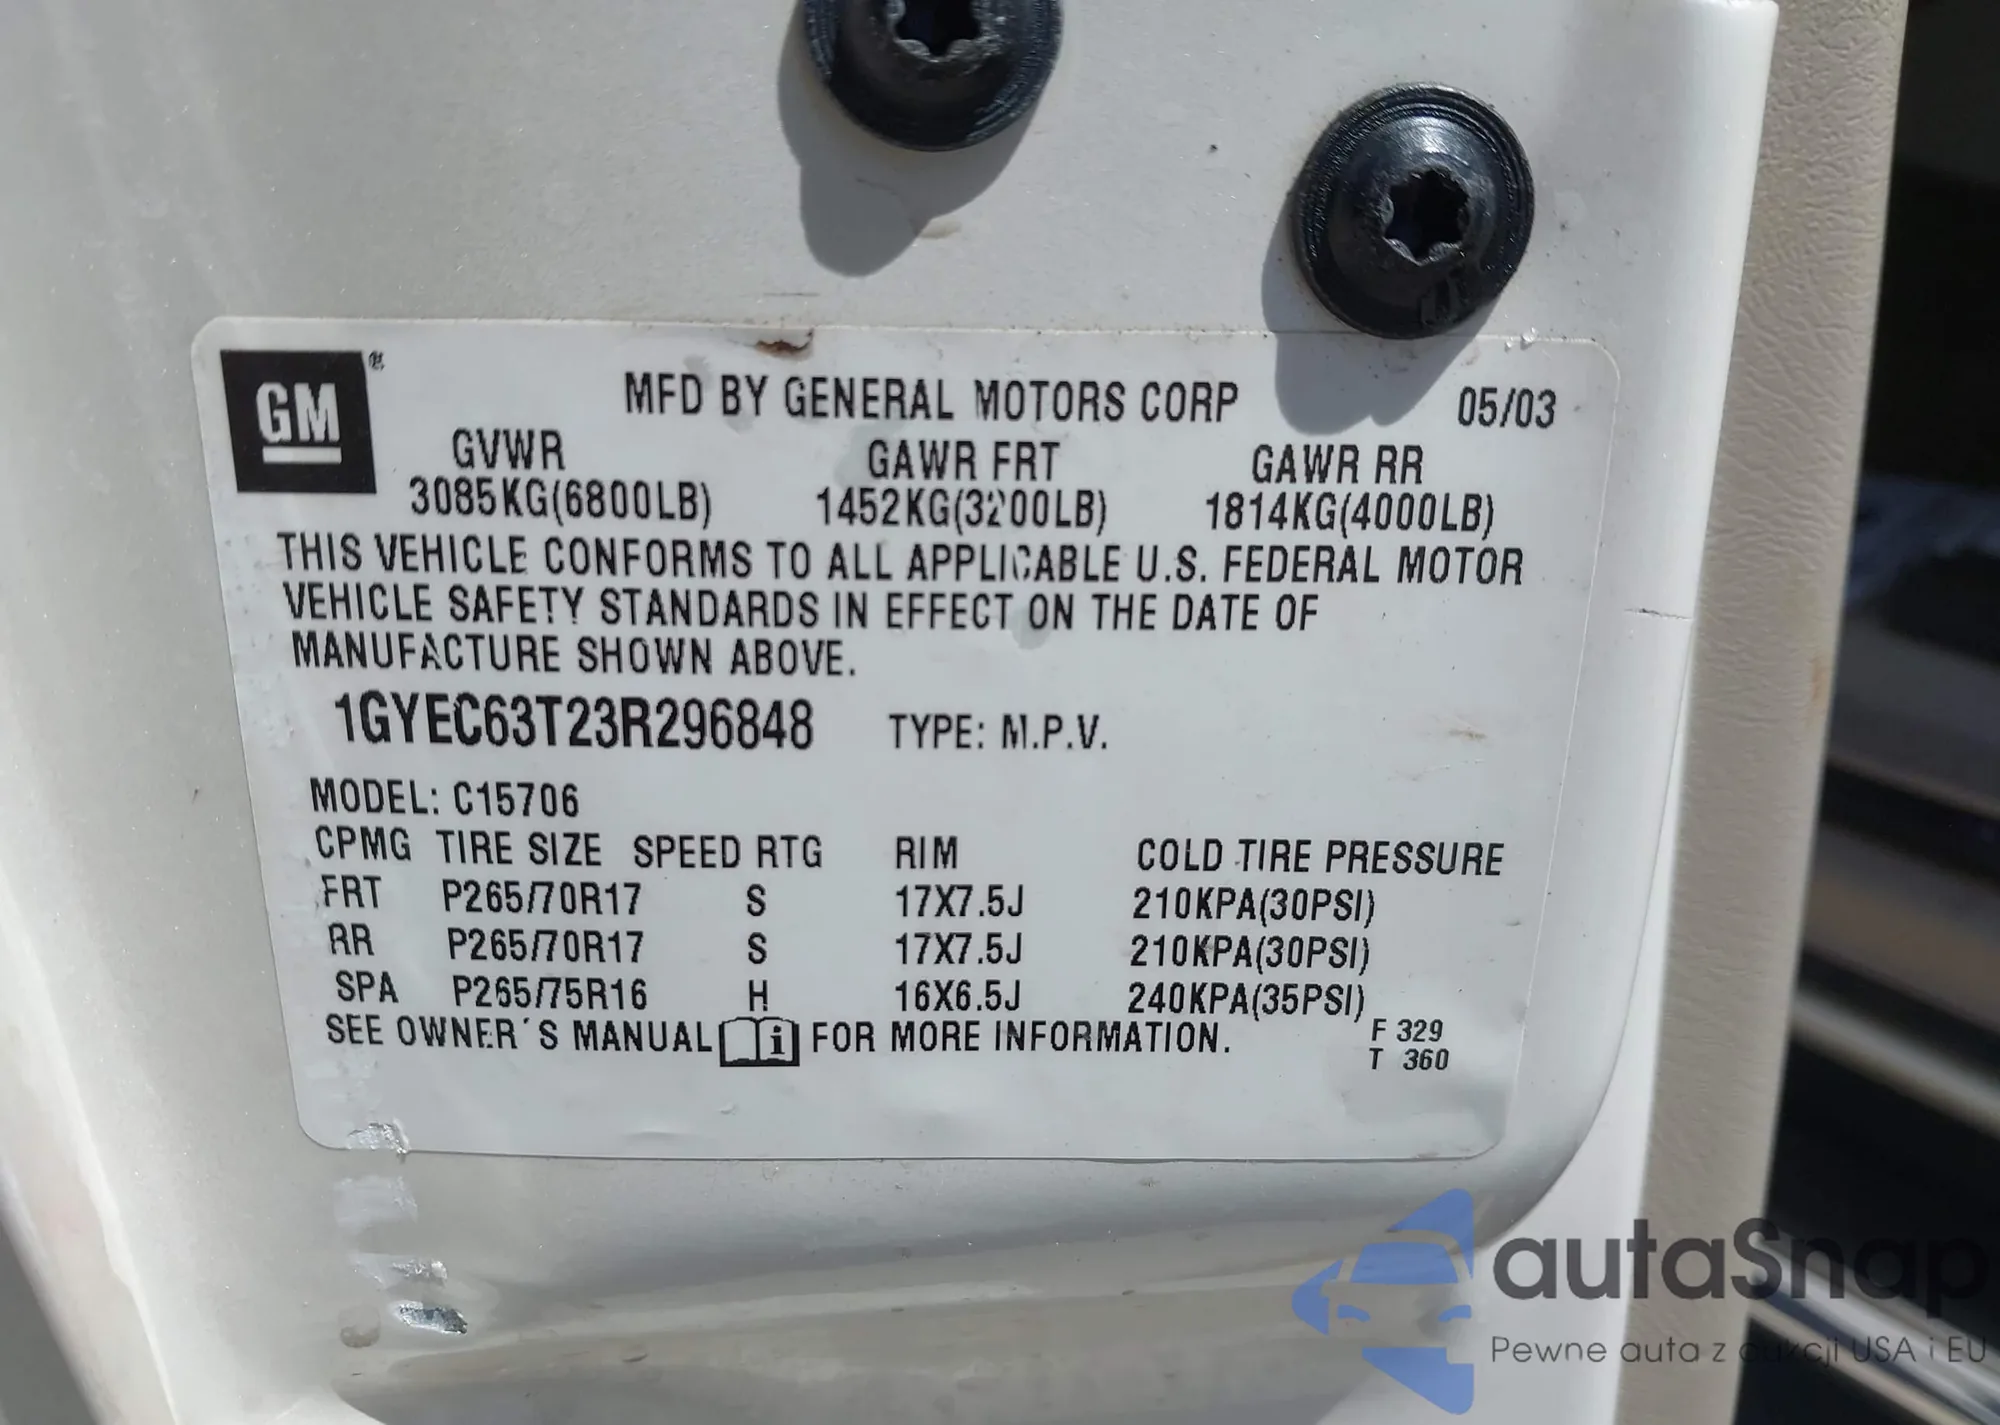 GM ®
MFD BY GENERAL MOTORS CORP 05/03
GVWR GAWR FRT GAWR RR
3085KG(6800LB) 1452KG(3200LB) 1814KG(4000LB)
THIS VEHICLE CONFORMS TO ALL APPLICABLE U.S. FEDERAL MOTOR
VEHICLE SAFETY STANDARDS IN EFFECT ON THE DATE OF
MANUFACTURE SHOWN ABOVE.
1GYEC63T23R296848 TYPE: M.P.V.
MODEL: C15706
CPMG TIRE SIZE SPEED RTG RIM COLD TIRE PRESSURE
FRT P265/70R17 S 17X7.5J 210KPA(30PSI)
RR P265/70R17 S 17X7.5J 210KPA(30PSI)
SPA P265/75R16 H 16X6.5J 240KPA(35PSI)
SEE OWNER´S MANUAL i FOR MORE INFORMATION.
F 329
T 360
autaSnap
Pewne auta z aukcji USA i EU